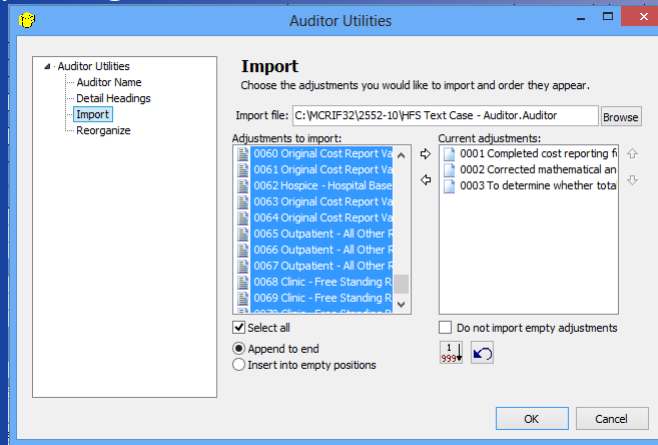 Auditor Utilities
Auditor Utilities
Auditor Name
Detail Headings
Import
Reorganize
Import
Choose the adjustments you would like to import and order they appear.
Import file: C:\MCRIF32\2552-10\HFS Text Case - Auditor.Auditor Browse
Adjustments to import:
0060 Original Cost Report Va
0061 Original Cost Report Va
0062 Hospice - Hospital Base
0063 Original Cost Report Va
0064 Original Cost Report Va
0065 Outpatient - All Other R
0066 Outpatient - All Other R
0067 Outpatient - All Other R
0068 Clinic - Free Standing R
0069 Clinic - Free Standing R
Select all
Append to end
Insert into empty positions
Current adjustments:
0001 Completed cost reporting f
0002 Corrected mathematical an
0003 To determine whether tota
Do not import empty adjustments
1
999
OK Cancel